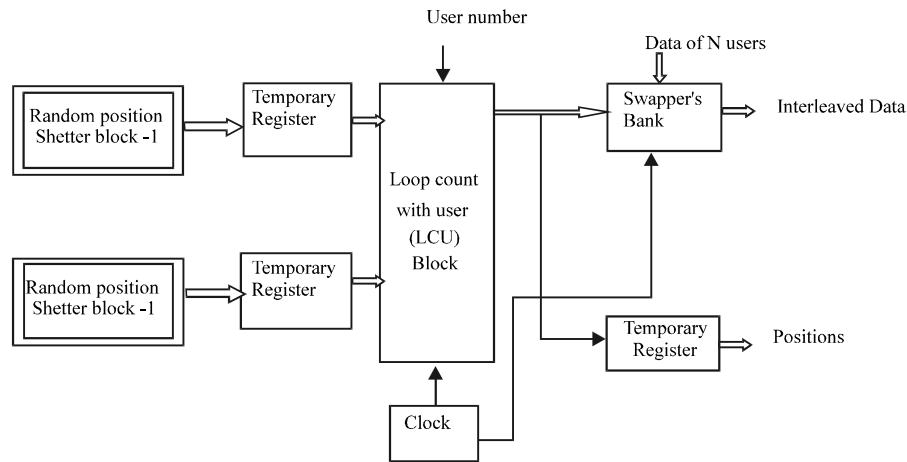 User number
Data of N users
Random position
Shetter block -1
Temporary
Register
Swapper's
Bank
Interleaved Data
Loop count
with user
(LCU)
Block
Random position
Shetter block -1
Temporary
Register
Temporary
Register
Positions
Clock